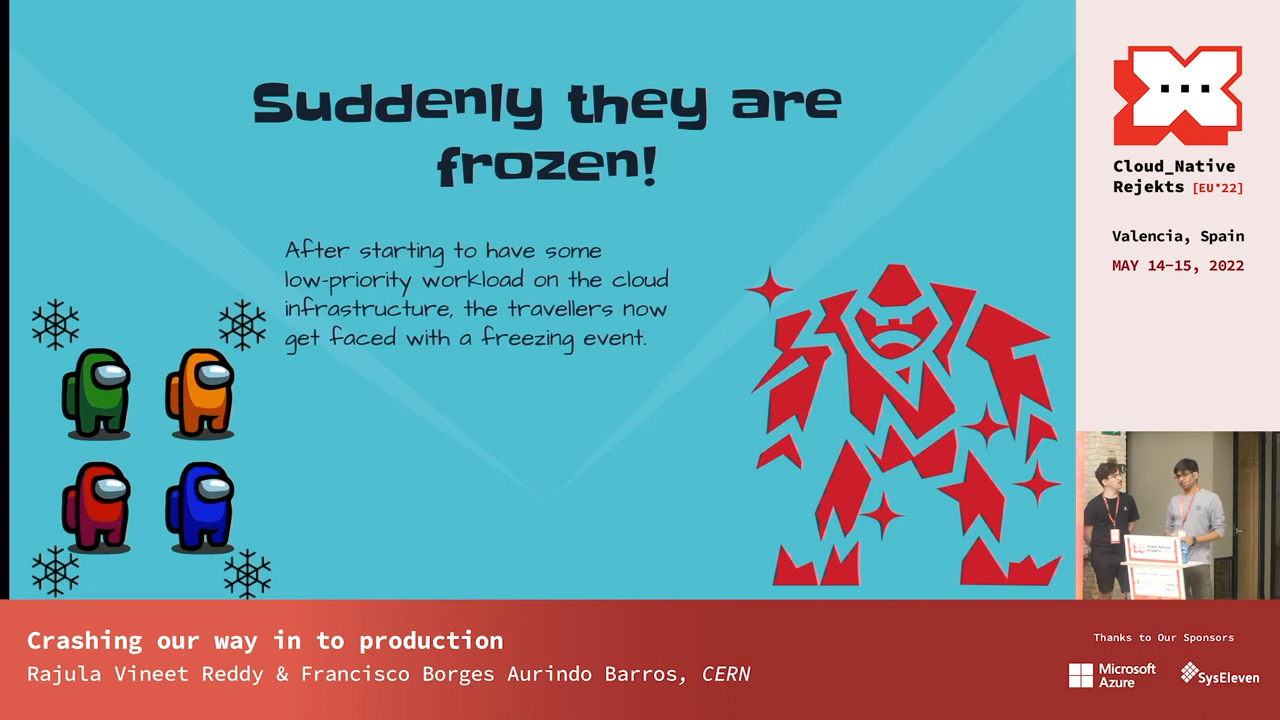 Suddenly they are
frozen!
After starting to have some
low-priority workload on the cloud
infrastructure, the travellers now
get faced with a freezing event.
Cloud_Native
Rejekts [EU*22]
Valencia, Spain
MAY 14-15, 2022
Crashing our way in to production
Rajula Vineet Reddy & Francisco Borges Aurindo Barros, CERN
Thanks to Our Sponsors
Microsoft
Azure
SysEleven